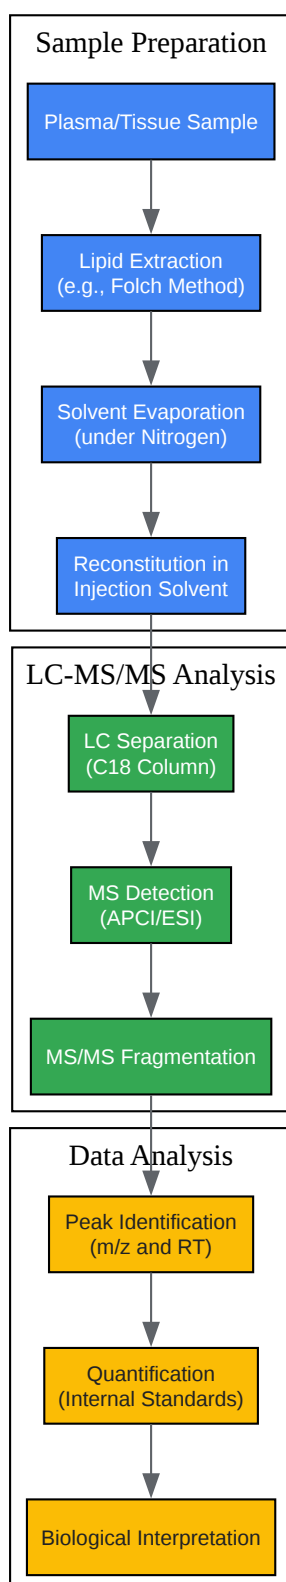 Sample Preparation
Plasma/Tissue Sample
Lipid Extraction
(e.g., Folch Method)
Solvent Evaporation
(under Nitrogen)
Reconstitution in
Injection Solvent
LC-MS/MS Analysis
LC Separation
(C18 Column)
MS Detection
(APCI/ESI)
MS/MS Fragmentation
Data Analysis
Peak Identification
(m/z and RT)
Quantification
(Internal Standards)
Biological Interpretation